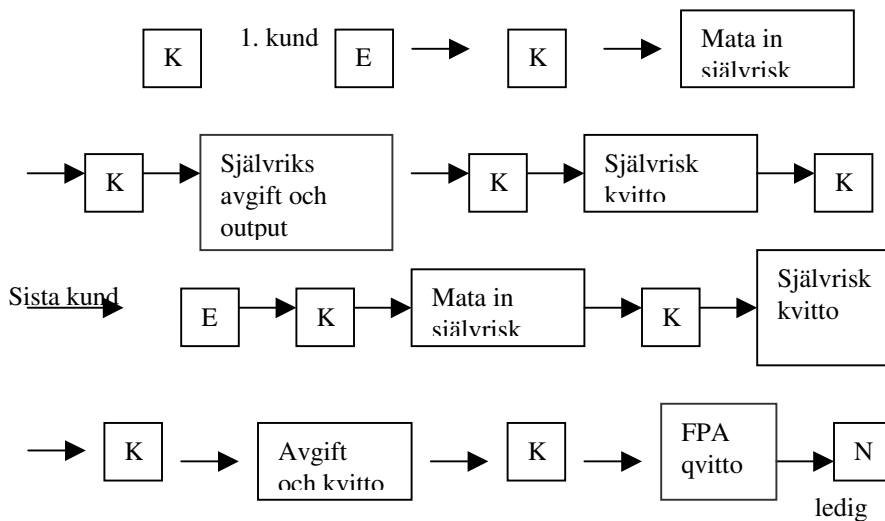 K
1. kund
E
K
Mata in
självrisk
K
Självriks
avgift och
output
K
Självrisk
kvitto
K
Sista kund
E
K
Mata in
självrisk
K
Självrisk
kvitto
K
Avgift
och kvitto
K
FPA
qvitto
N
ledig